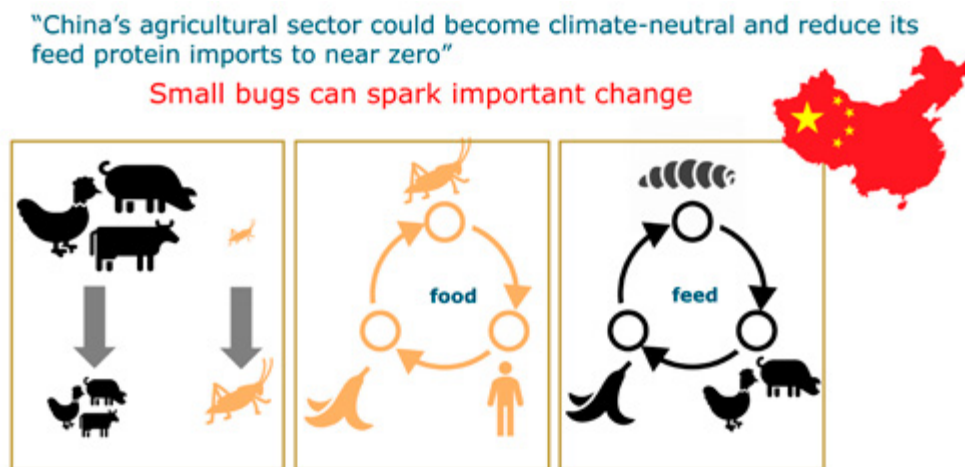 “China’s agricultural sector could become climate-neutral and reduce its
feed protein imports to near zero”
Small bugs can spark important change
food
feed